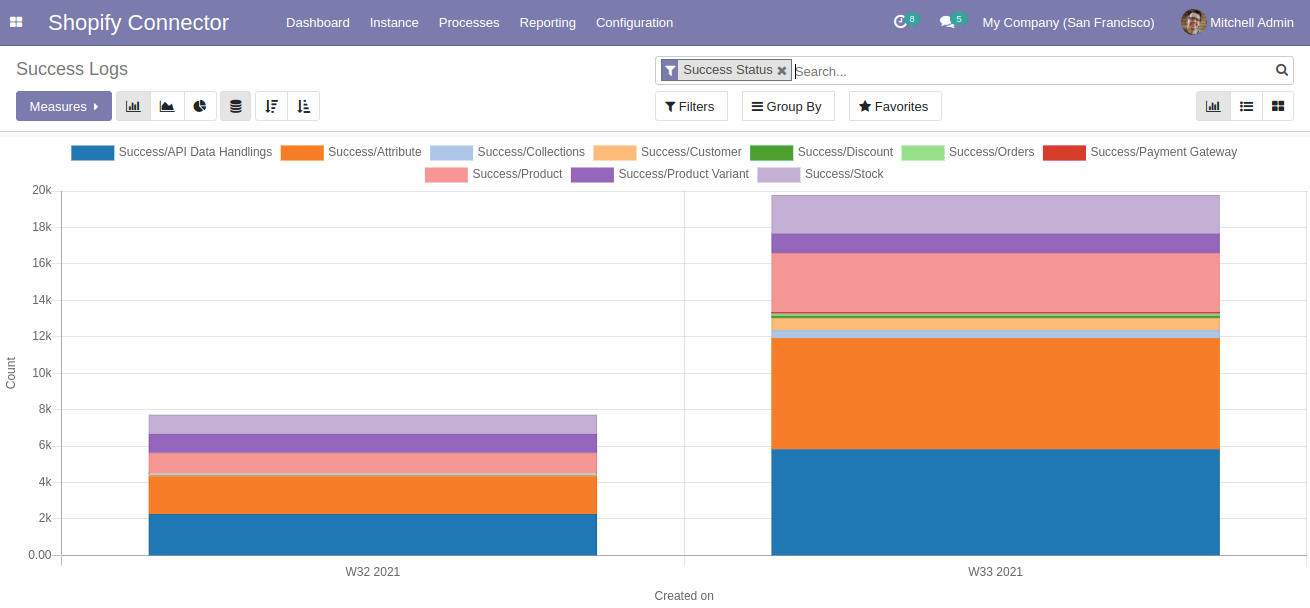 Shopify Connector Dashboard Instance Processes Reporting Configuration 8 5 My Company (San Francisco) Mitchell Admin
Success Logs
Success Status Search...
Measures
Filters Group By Favorites
Success/API Data Handlings Success/Attribute Success/Collections Success/Customer Success/Discount Success/Orders Success/Payment Gateway
Success/Product Success/Product Variant Success/Stock
20k
18k
16k
14k
12k
10k
8k
6k
4k
2k
0.00
Count
W32 2021 W33 2021
Created on